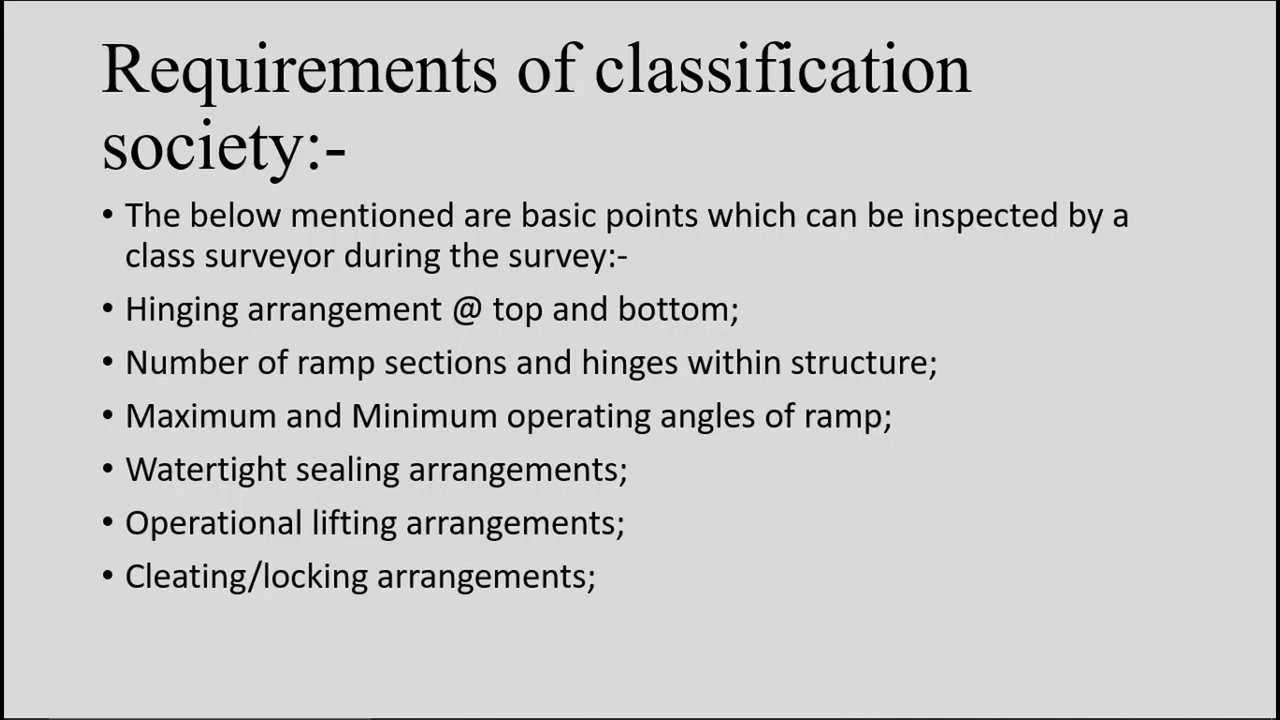 Requirements of classification
society:-
• The below mentioned are basic points which can be inspected by a
class surveyor during the survey:-
• Hinging arrangement @ top and bottom;
• Number of ramp sections and hinges within structure;
• Maximum and Minimum operating angles of ramp;
• Watertight sealing arrangements;
• Operational lifting arrangements;
• Cleating/locking arrangements;